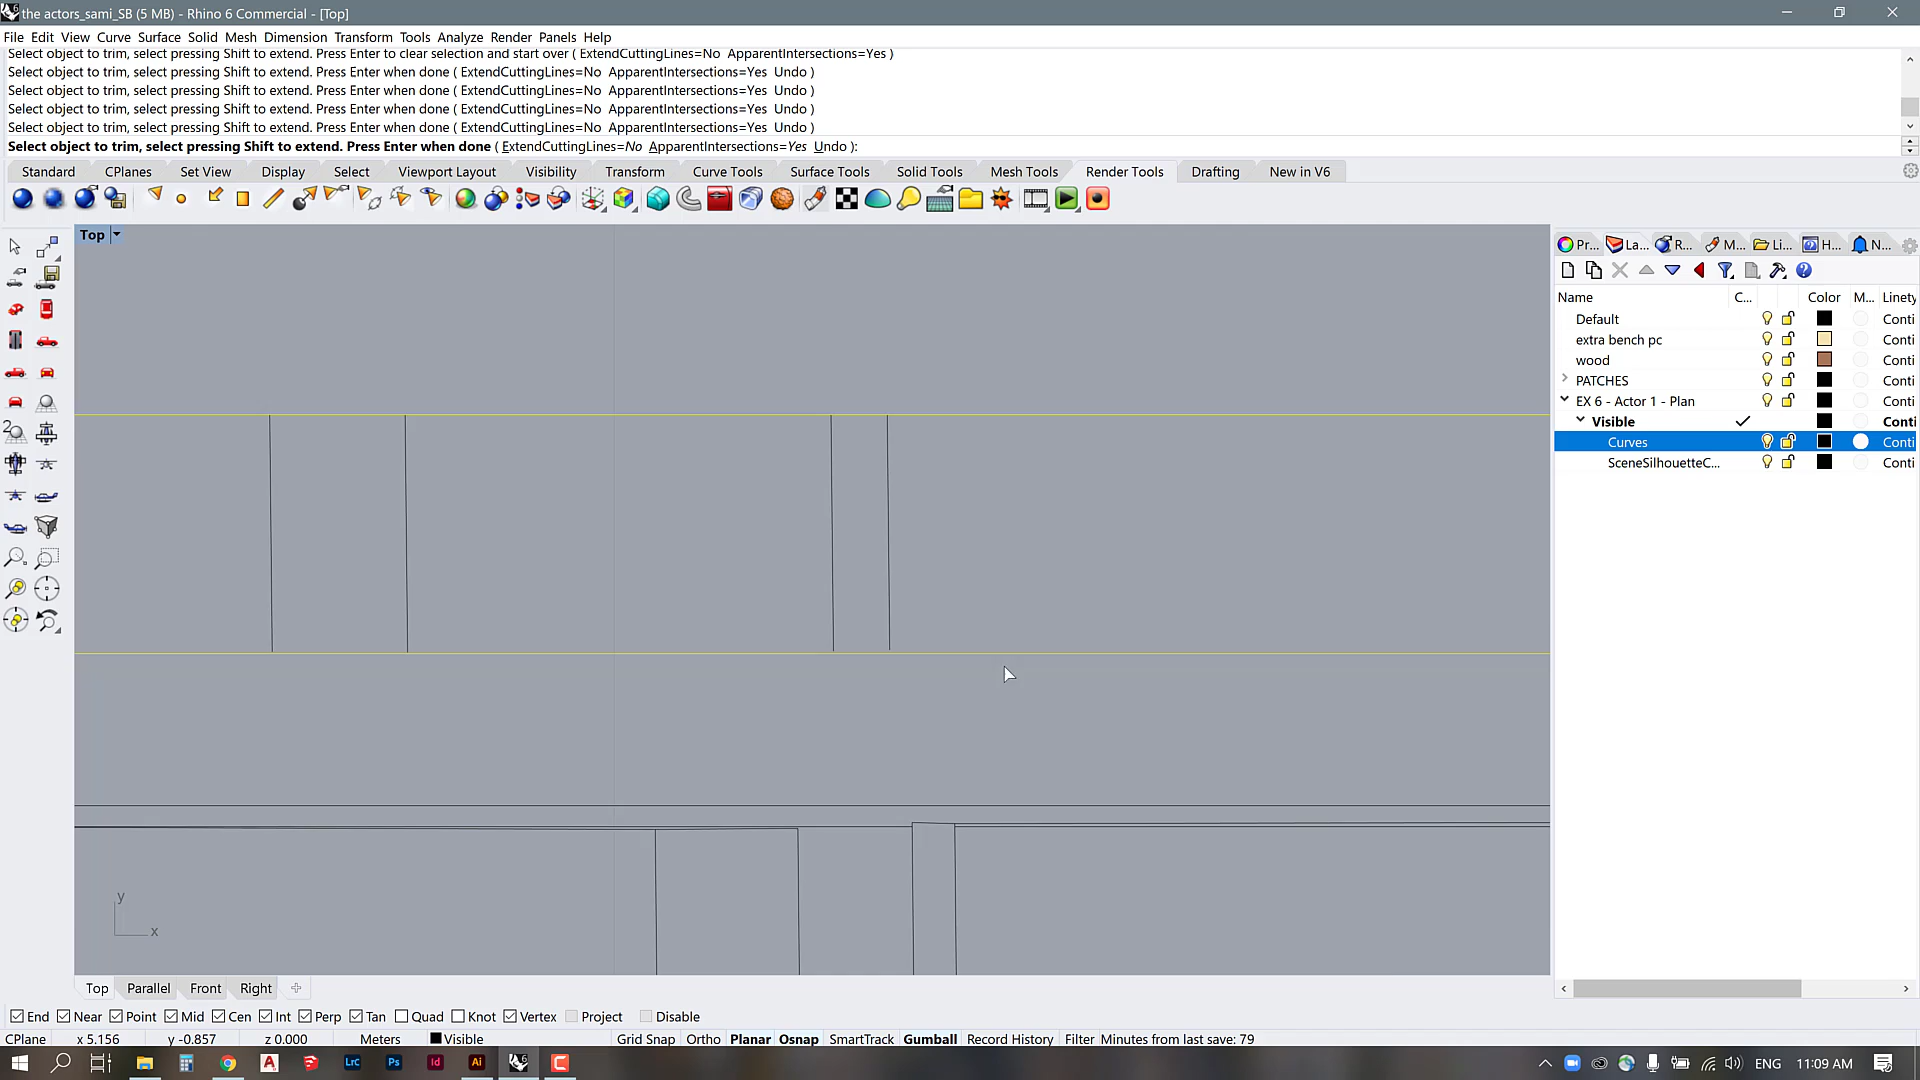 the actors_sami_SB (5 MB) - Rhino 6 Commercial - [Top]
File Edit View Curve Surface Solid Mesh Dimension Transform Tools Analyze Render Panels Help
Select object to trim, select pressing Shift to extend. Press Enter to clear selection and start over ( ExtendCuttingLines=No ApparentIntersections=Yes )
Select object to trim, select pressing Shift to extend. Press Enter when done ( ExtendCuttingLines=No ApparentIntersections=Yes Undo )
Select object to trim, select pressing Shift to extend. Press Enter when done ( ExtendCuttingLines=No ApparentIntersections=Yes Undo )
Select object to trim, select pressing Shift to extend. Press Enter when done ( ExtendCuttingLines=No ApparentIntersections=Yes Undo )
Select object to trim, select pressing Shift to extend. Press Enter when done ( ExtendCuttingLines=No ApparentIntersections=Yes Undo )
Select object to trim, select pressing Shift to extend. Press Enter when done ( ExtendCuttingLines=No ApparentIntersections=Yes Undo ):
Standard CPlanes Set View Display Select Viewport Layout Visibility Transform Curve Tools Surface Tools Solid Tools Mesh Tools Render Tools Drafting New in V6
Top
Pr... La... R... M... Li... H... N...
Name C... Color M... Linety
Default Conti
extra bench pc Conti
wood Conti
PATCHES Conti
EX 6 - Actor 1 - Plan Conti
Visible Conti
Curves Conti
SceneSilhouetteC... Conti
y
x
Top Parallel Front Right
End Near Point Mid Cen Int Perp Tan Quad Knot Vertex Project Disable
CPlane x 5.156 y -0.857 z 0.000 Meters Visible Grid Snap Ortho Planar Osnap SmartTrack Gumball Record History Filter Minutes from last save: 79
A Lrc Ps Id Ai 6 C ENG 11:09 AM